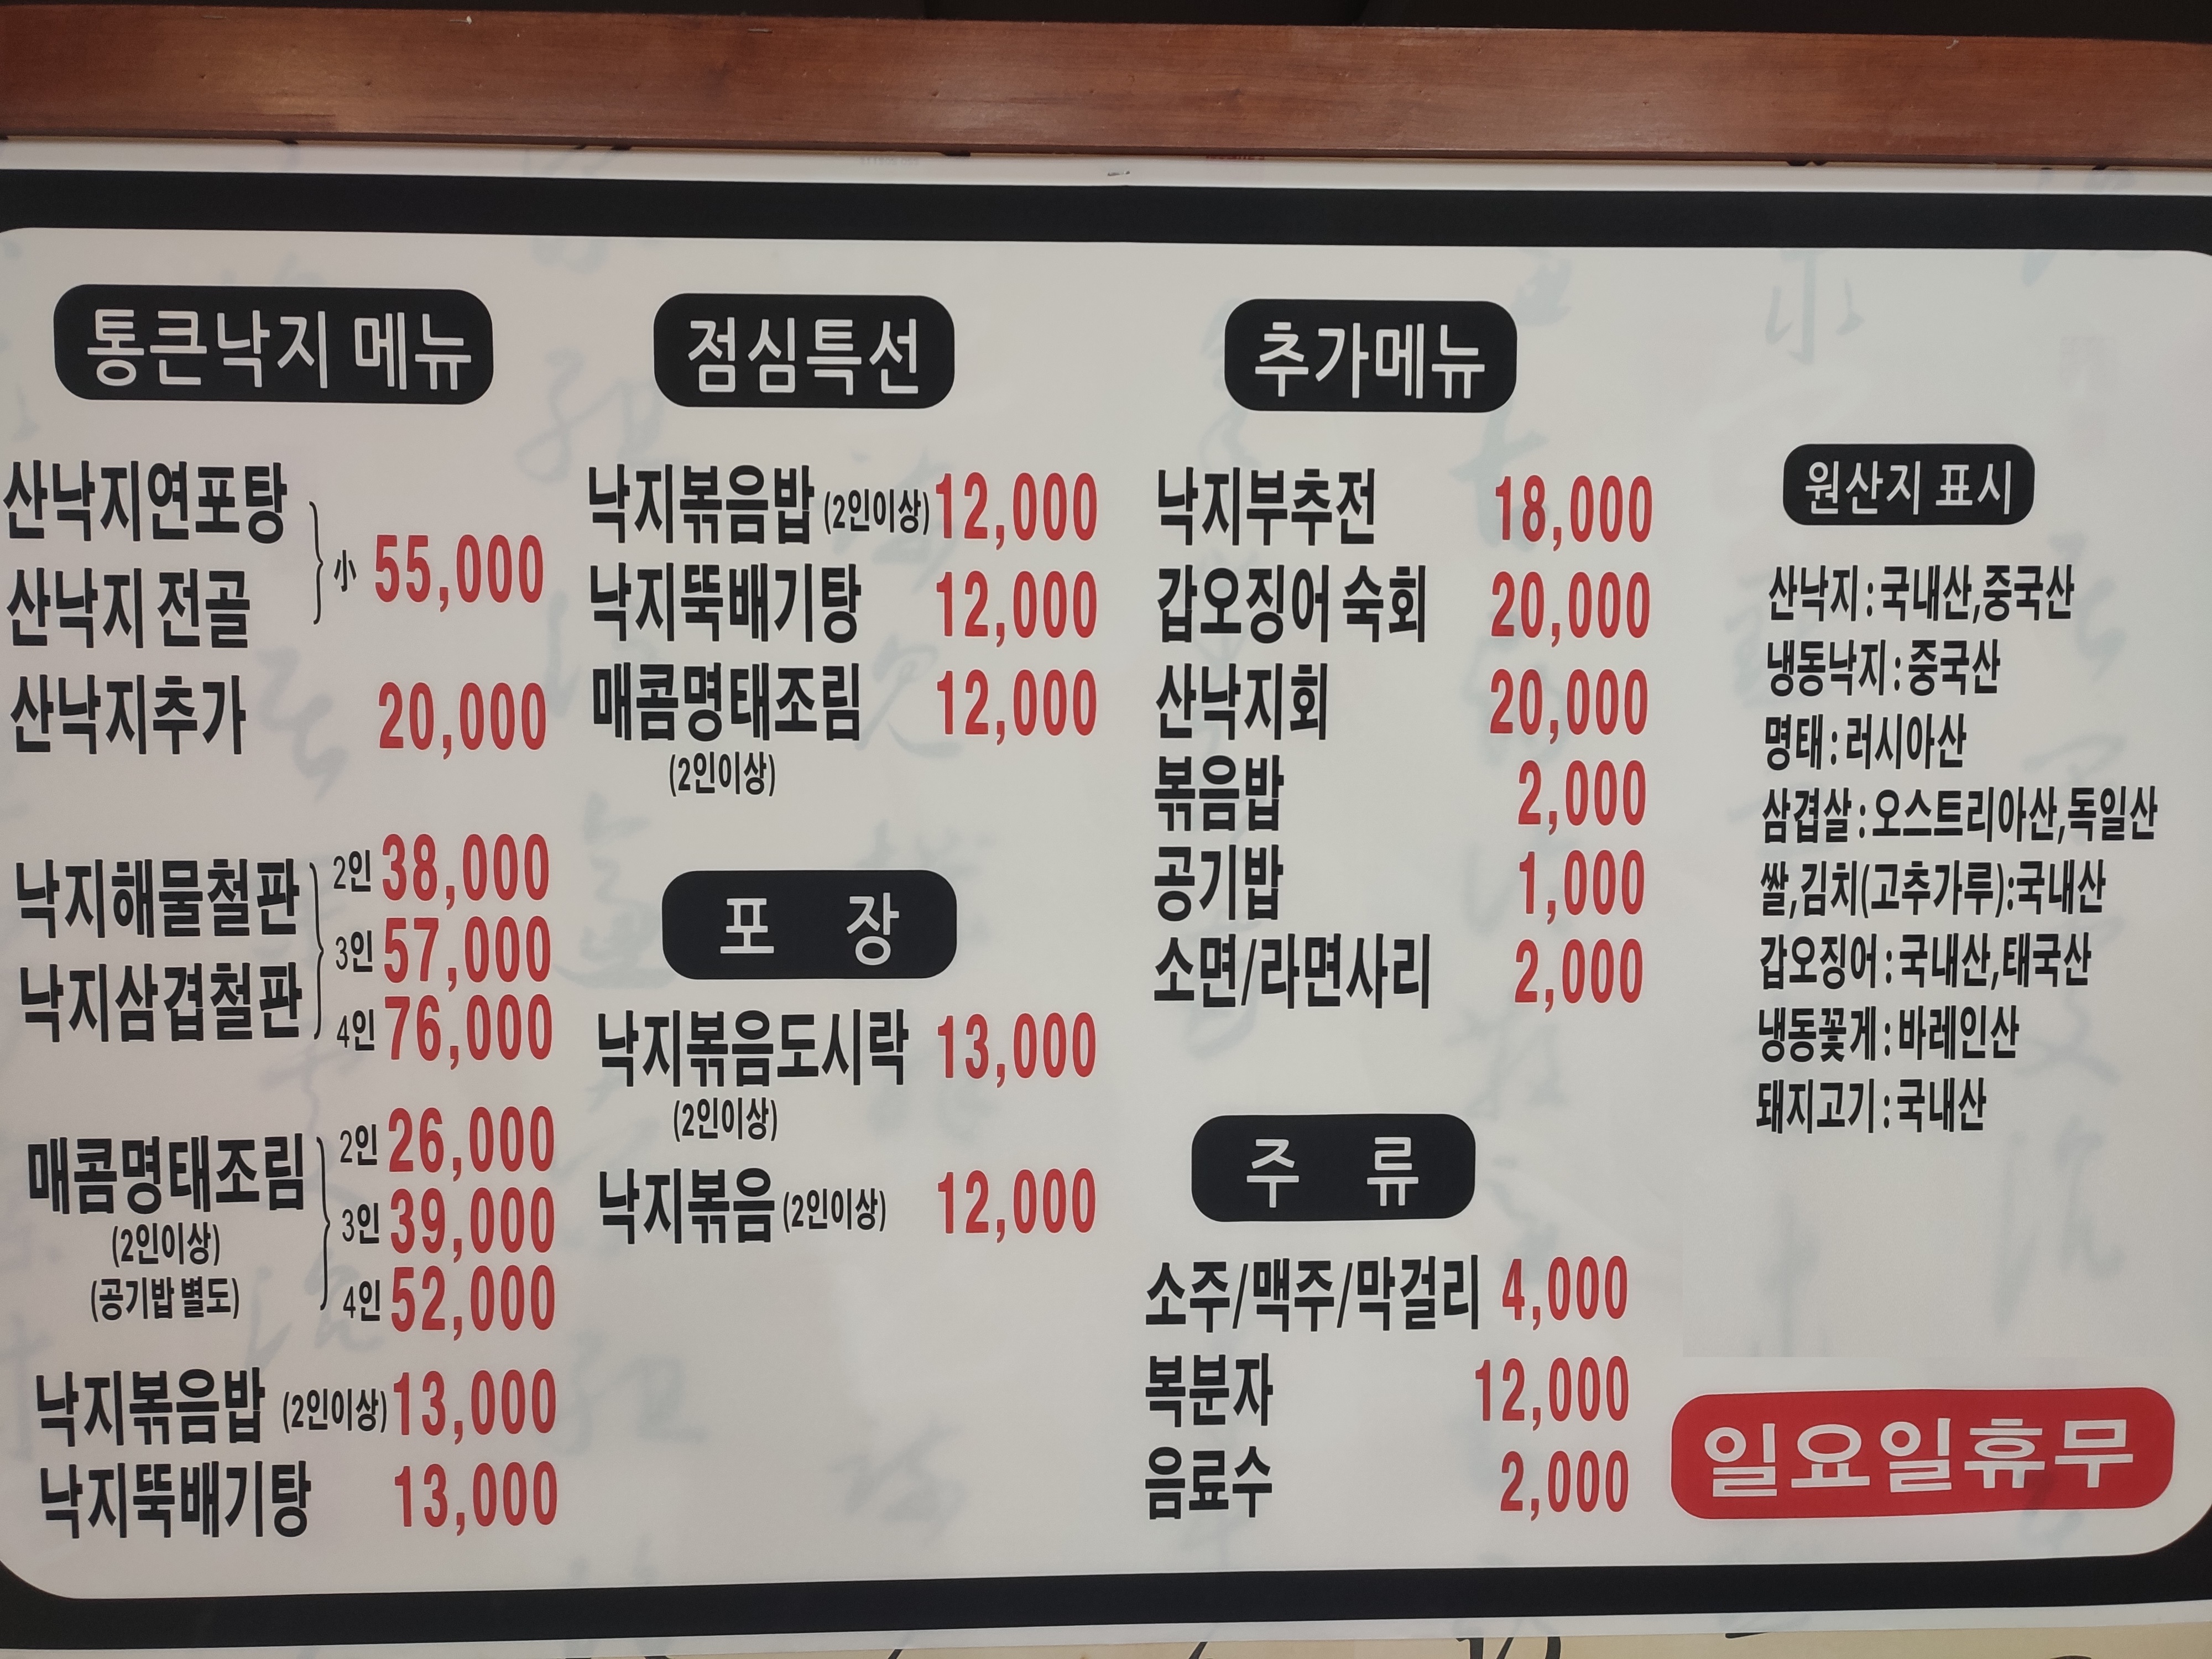 통큰낙지 메뉴
산낙지연포탕
산낙지 전골
小 55,000
산낙지추가 20,000
낙지해물철판
낙지삼겹철판
2인 38,000
3인 57,000
4인 76,000
매콤명태조림
(2인이상)
(공기밥 별도)
2인 26,000
3인 39,000
4인 52,000
낙지볶음밥 (2인이상) 13,000
낙지뚝배기탕 13,000
점심특선
낙지볶음밥 (2인이상) 12,000
낙지뚝배기탕 12,000
매콤명태조림 12,000
(2인이상)
포 장
낙지볶음도시락 13,000
(2인이상)
낙지볶음 (2인이상) 12,000
추가메뉴
낙지부추전 18,000
갑오징어 숙회 20,000
산낙지회 20,000
볶음밥 2,000
공기밥 1,000
소면/라면사리 2,000
주 류
소주/맥주/막걸리 4,000
복분자 12,000
음료수 2,000
원산지 표시
산낙지:국내산,중국산
냉동낙지:중국산
명태:러시아산
삼겹살:오스트리아산,독일산
쌀,김치(고추가루):국내산
갑오징어:국내산,태국산
냉동꽃게:바레인산
돼지고기:국내산
일요일휴무